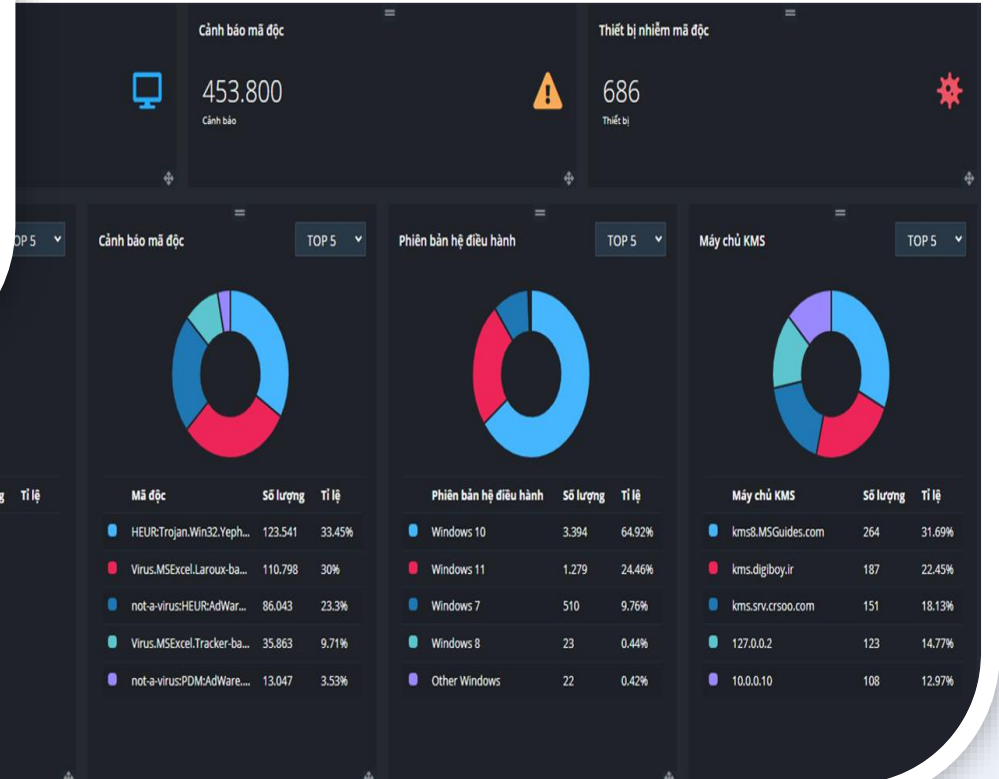 Cảnh báo mã độc
453.800
Cảnh báo
Thiết bị nhiễm mã độc
686
Thiết bị
OP 5
Tỉ lệ
Cảnh báo mã độc TOP 5
Mã độc Số lượng Tỉ lệ
HEUR:Trojan.Win32.Yeph... 123.541 33.45%
Virus.MSExcel.Laroux-ba... 110.798 30%
not-a-virus:HEUR:AdWar... 86.043 23.3%
Virus.MSExcel.Tracker-ba... 35.863 9.71%
not-a-virus:PDM:AdWare.... 13.047 3.53%
Phiên bản hệ điều hành TOP 5
Phiên bản hệ điều hành Số lượng Tỉ lệ
Windows 10 3.394 64.92%
Windows 11 1.279 24.46%
Windows 7 510 9.76%
Windows 8 23 0.44%
Other Windows 22 0.42%
Máy chủ KMS TOP 5
Máy chủ KMS Số lượng Tỉ lệ
kms8.MSGuides.com 264 31.69%
kms.digiboy.ir 187 22.45%
kms.srv.crsoo.com 151 18.13%
127.0.0.2 123 14.77%
10.0.0.10 108 12.97%